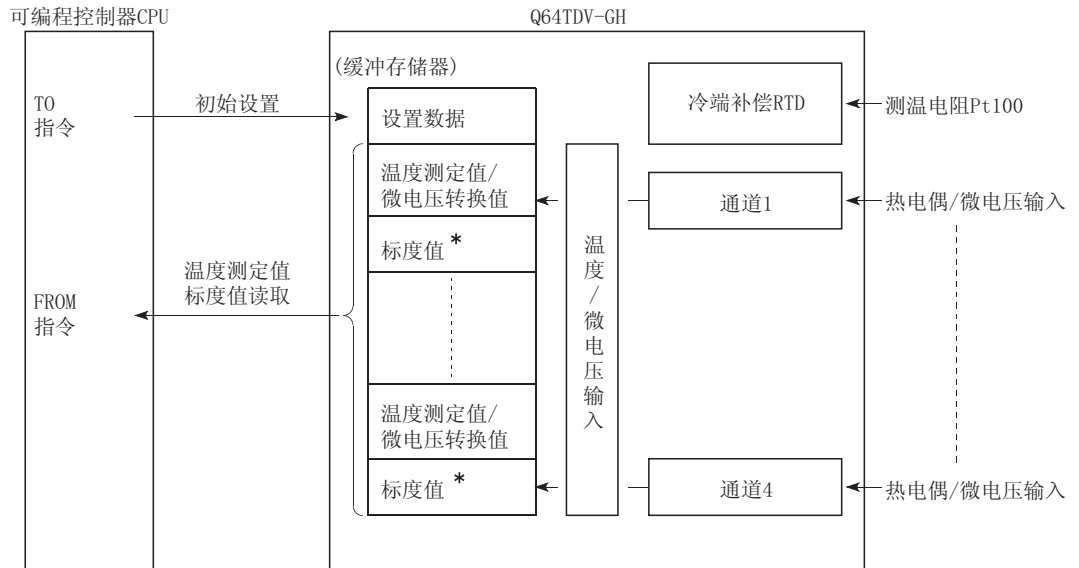 可编程控制器CPU
Q64TDV-GH
(缓冲存储器)
TO
指令
初始设置
设置数据
冷端补偿RTD
测温电阻Pt100
温度测定值/
微电压转换值
通道1
热电偶/微电压输入
标度值*
温度/微电压输入
温度测定值
标度值读取
FROM
指令
温度测定值/
微电压转换值
标度值*
通道4
热电偶/微电压输入